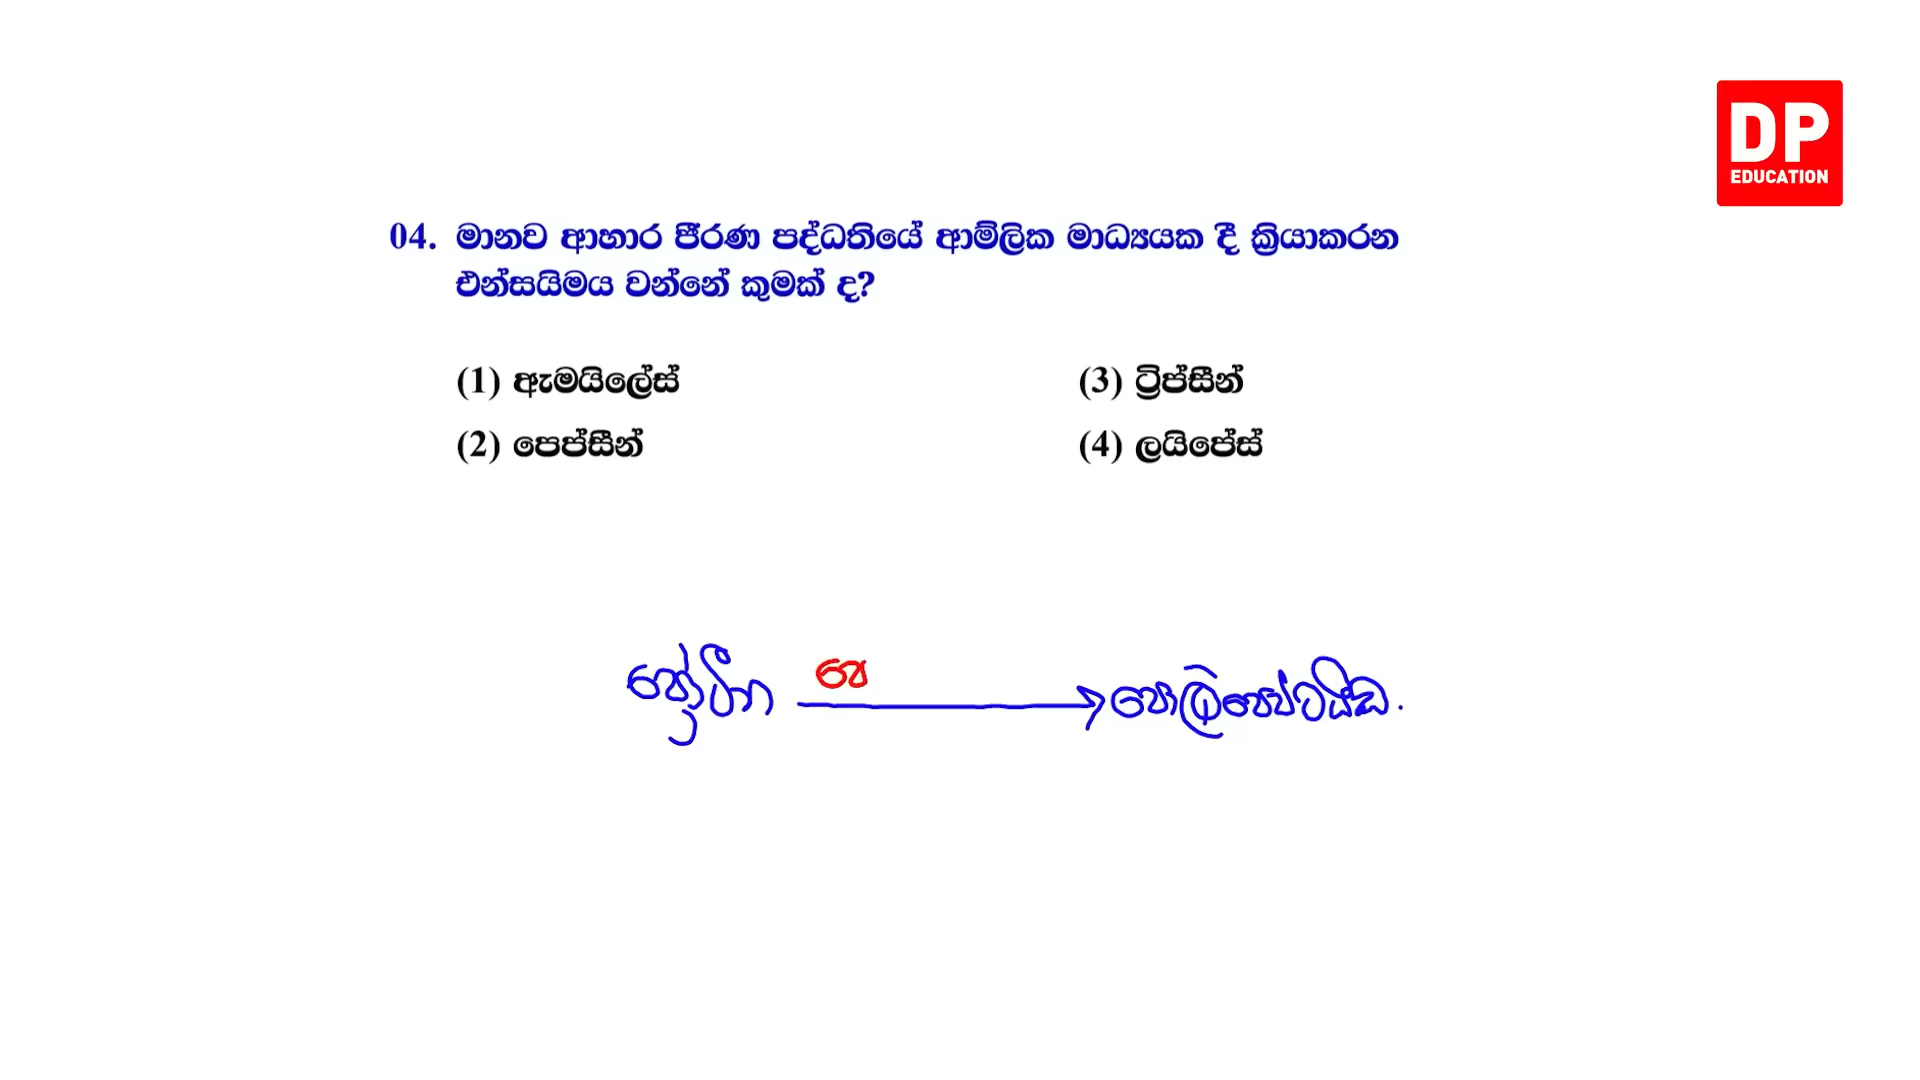 DP
EDUCATION
04. මානව ආහාර ජීරණ පද්ධතියේ ආම්ලික මාධ්‍යයක දී ක්‍රියාකරන
එන්සයිමය වන්නේ කුමක් ද?
(1) ඇමයිලේස්
(3) ට්‍රිප්සීන්
(2) පෙප්සීන්
(4) ලයිපේස්
ප්‍රෝටීන පෙ පොලිපෙප්ටයිඩ.